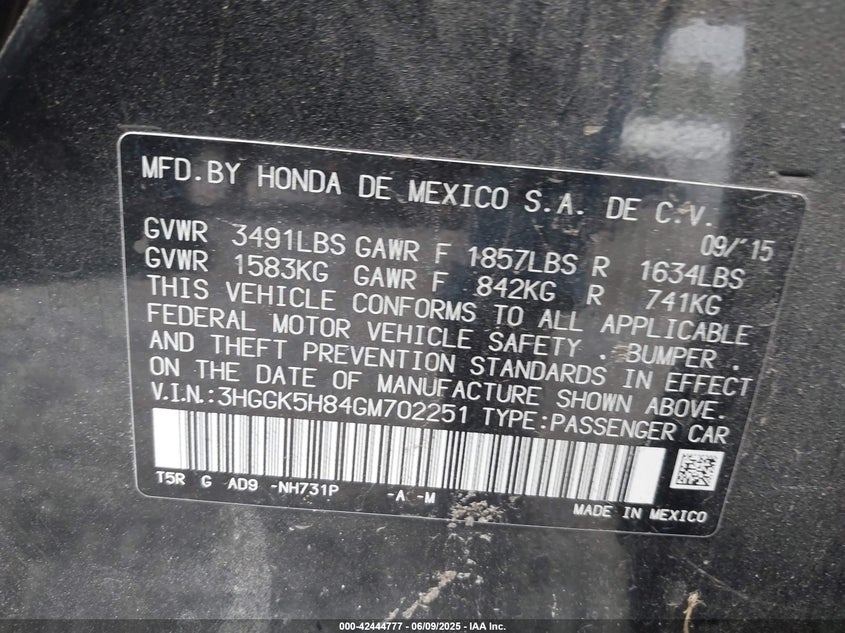 MFD.BY HONDA DE MEXICO S.A. DE C.V.
09/'15
GVWR 3491LBS GAWR F 1857LBS R 1634LBS
GVWR 1583KG GAWR F 842KG R 741KG
THIS VEHICLE CONFORMS TO ALL APPLICABLE
FEDERAL MOTOR VEHICLE SAFETY , BUMPER ,
AND THEFT PREVENTION STANDARDS IN EFFECT
ON THE DATE OF MANUFACTURE SHOWN ABOVE.
V.I.N.:3HGGK5H84GM702251 TYPE:PASSENGER CAR
T5R G AD9 -NH731P -A -M
MADE IN MEXICO
000-42444777 - 06/09/2025 - IAA Inc.